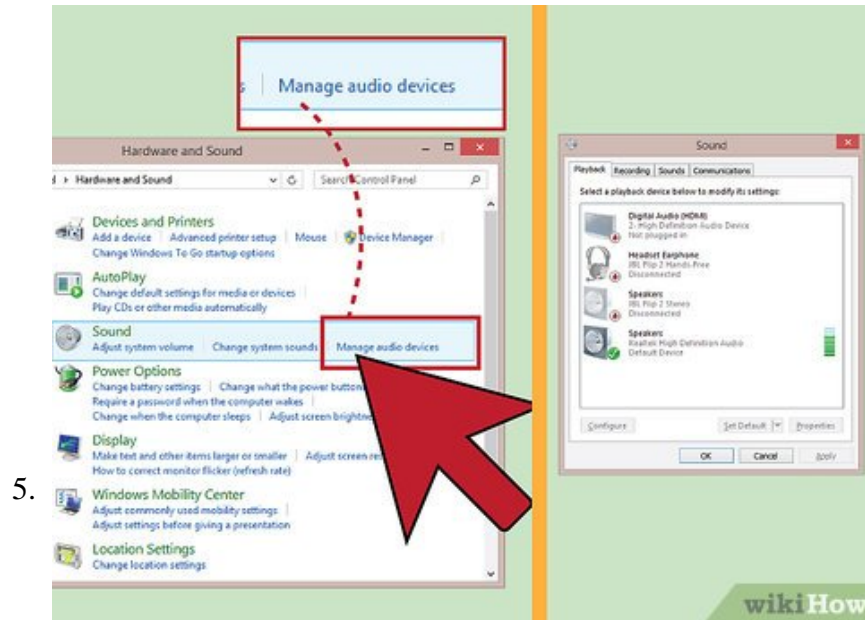 Manage audio devices
Hardware and Sound
Hardware and Sound
Search Control Panel
Devices and Printers
Add a device | Advanced printer setup | Mouse | Device Manager
Change Windows To Go startup options
AutoPlay
Change default settings for media or devices
Play CDs or other media automatically
Sound
Adjust system volume | Change system sounds | Manage audio devices
Power Options
Change battery settings | Change what the power button
Require a password when the computer wakes
Change when the computer sleeps | Adjust screen
Display
Make text and other items larger or smaller | Adjust screen
How to correct monitor flicker (refresh rate)
5.
Windows Mobility Center
Adjust commonly used mobility settings
Adjust settings before giving a presentation
Location Settings
Change location settings
Sound
Playback Recording Sounds Communications
Select a playback device below to modify its settings:
Digital Audio (HDMI)
2- High Definition Audio Device
Not plugged in
Headset Earphone
JBL Flip 2 Hands-Free
Disconnected
Speakers
JBL Flip 2 Stereo
Disconnected
Speakers
Realtek High Definition Audio
Default Device
Configure Set Default Properties
OK Cancel Apply
wikiHow